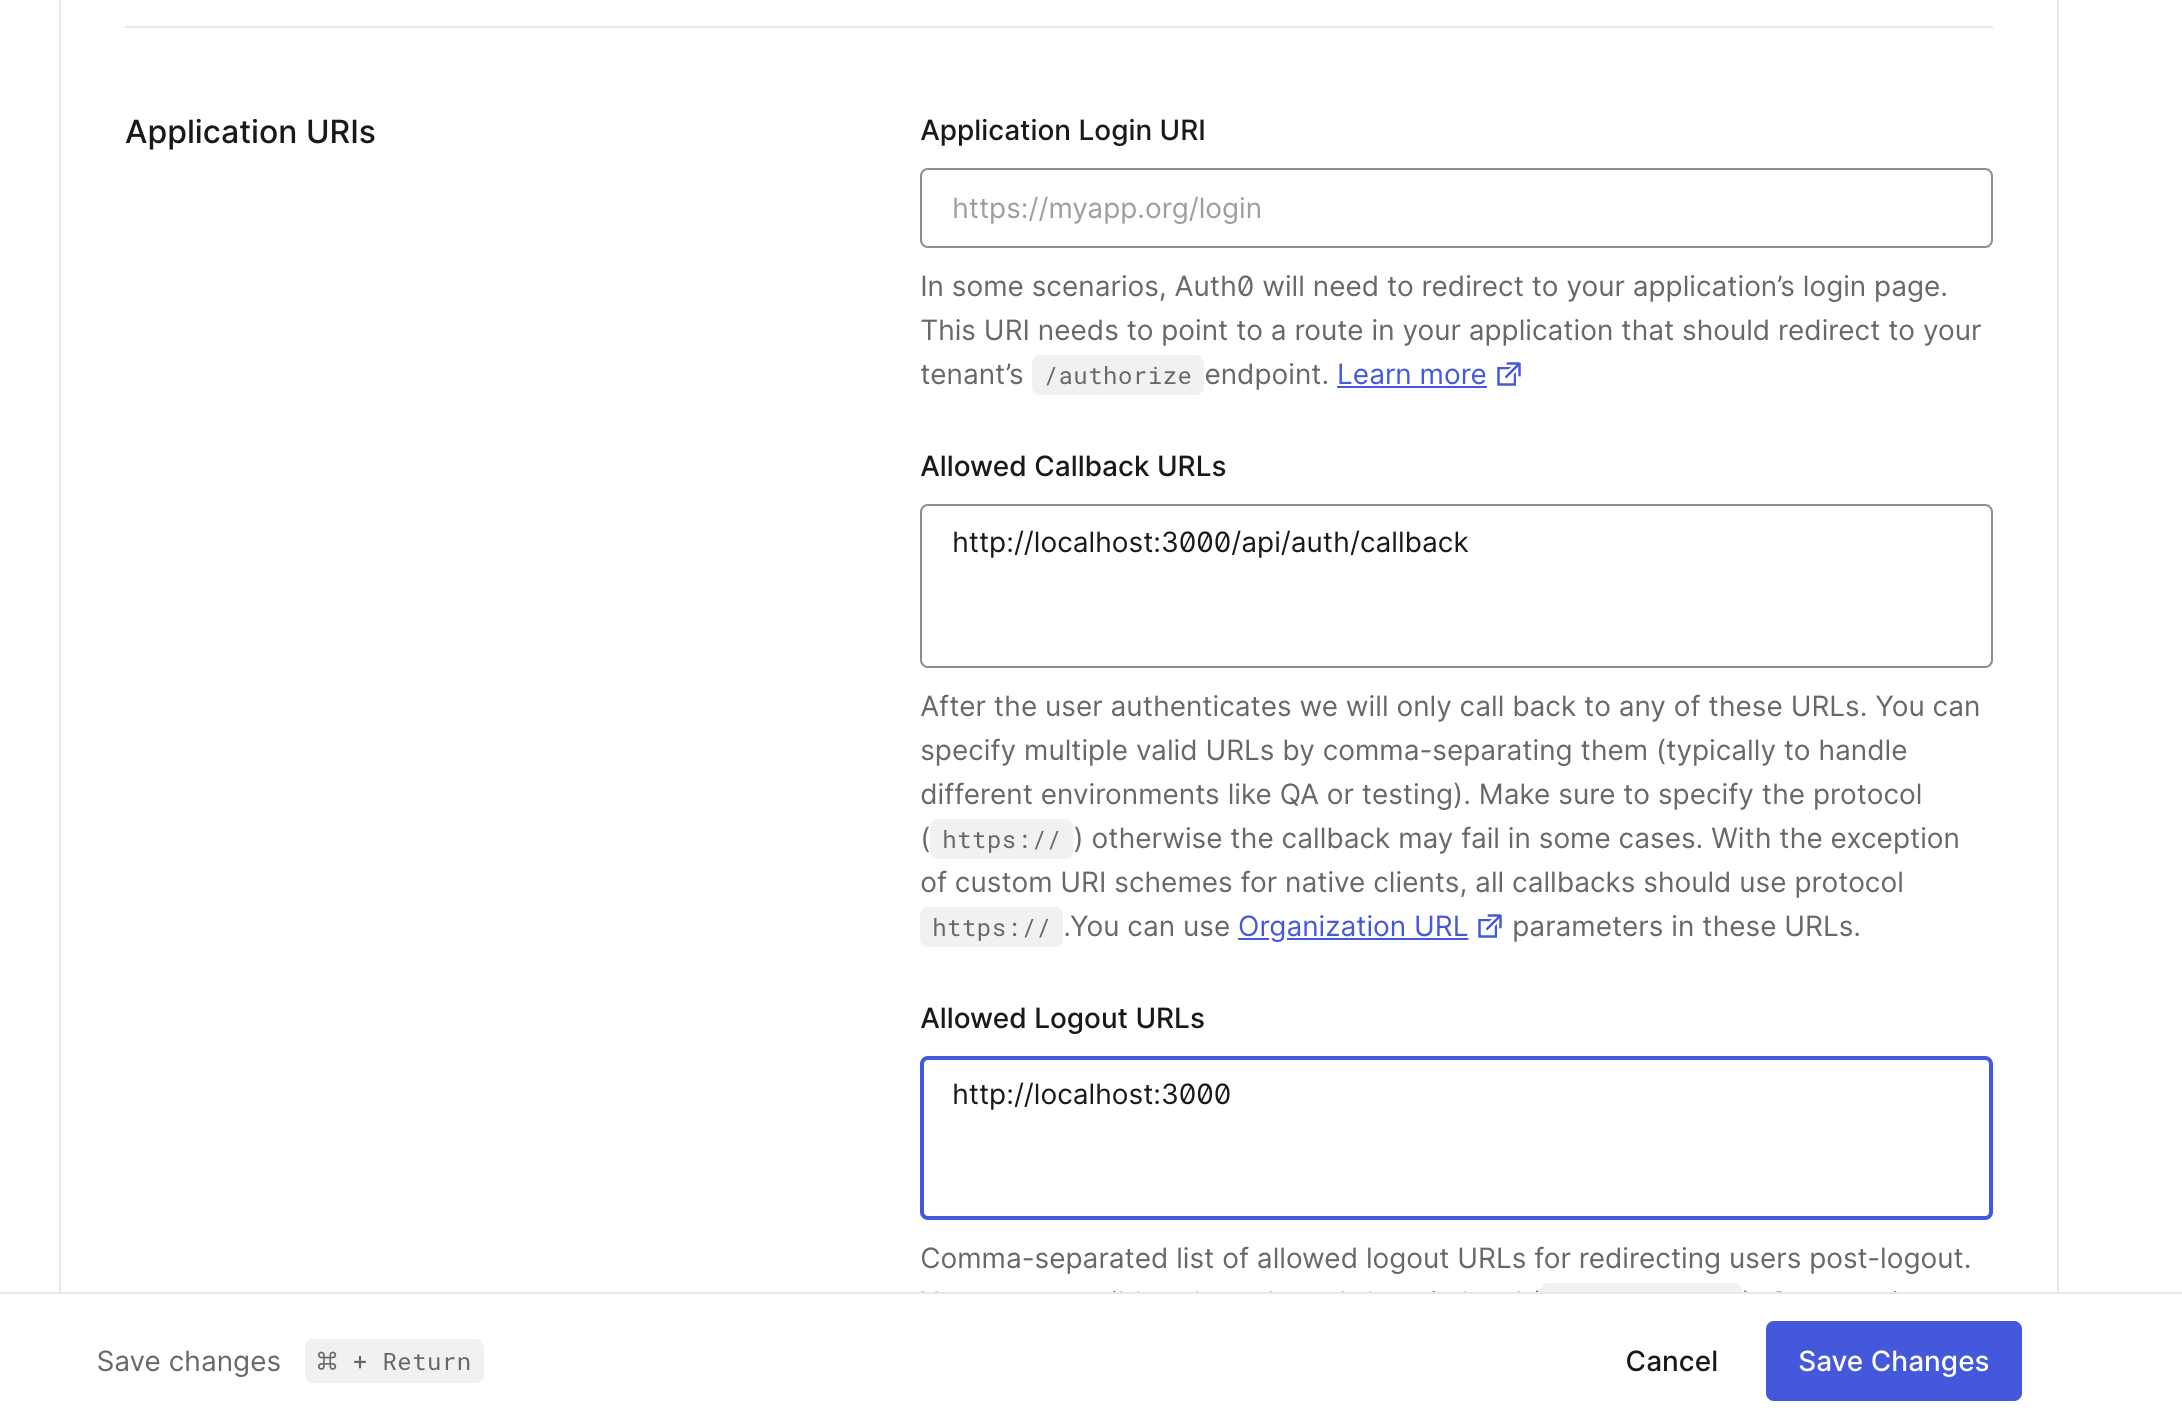 Application URIs
Application Login URI
https://myapp.org/login
In some scenarios, Auth0 will need to redirect to your application’s login page.
This URI needs to point to a route in your application that should redirect to your
tenant’s /authorize endpoint. Learn more
Allowed Callback URLs
http://localhost:3000/api/auth/callback
After the user authenticates we will only call back to any of these URLs. You can
specify multiple valid URLs by comma-separating them (typically to handle
different environments like QA or testing). Make sure to specify the protocol
( https:// ) otherwise the callback may fail in some cases. With the exception
of custom URI schemes for native clients, all callbacks should use protocol
https:// .You can use Organization URL parameters in these URLs.
Allowed Logout URLs
http://localhost:3000
Comma-separated list of allowed logout URLs for redirecting users post-logout.
Save changes ⌘ + Return
Cancel
Save Changes